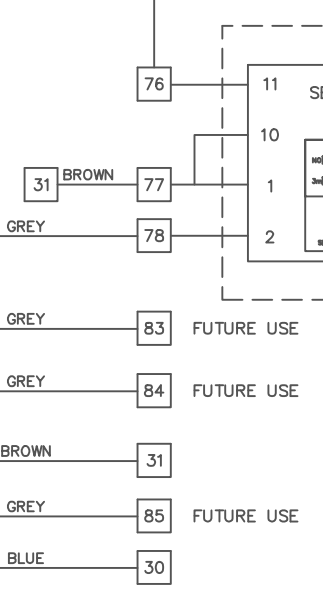 76 11
SE
10
31 BROWN 77 1
GREY 78 2
GREY 83 FUTURE USE
GREY 84 FUTURE USE
BROWN 31
GREY 85 FUTURE USE
BLUE 30